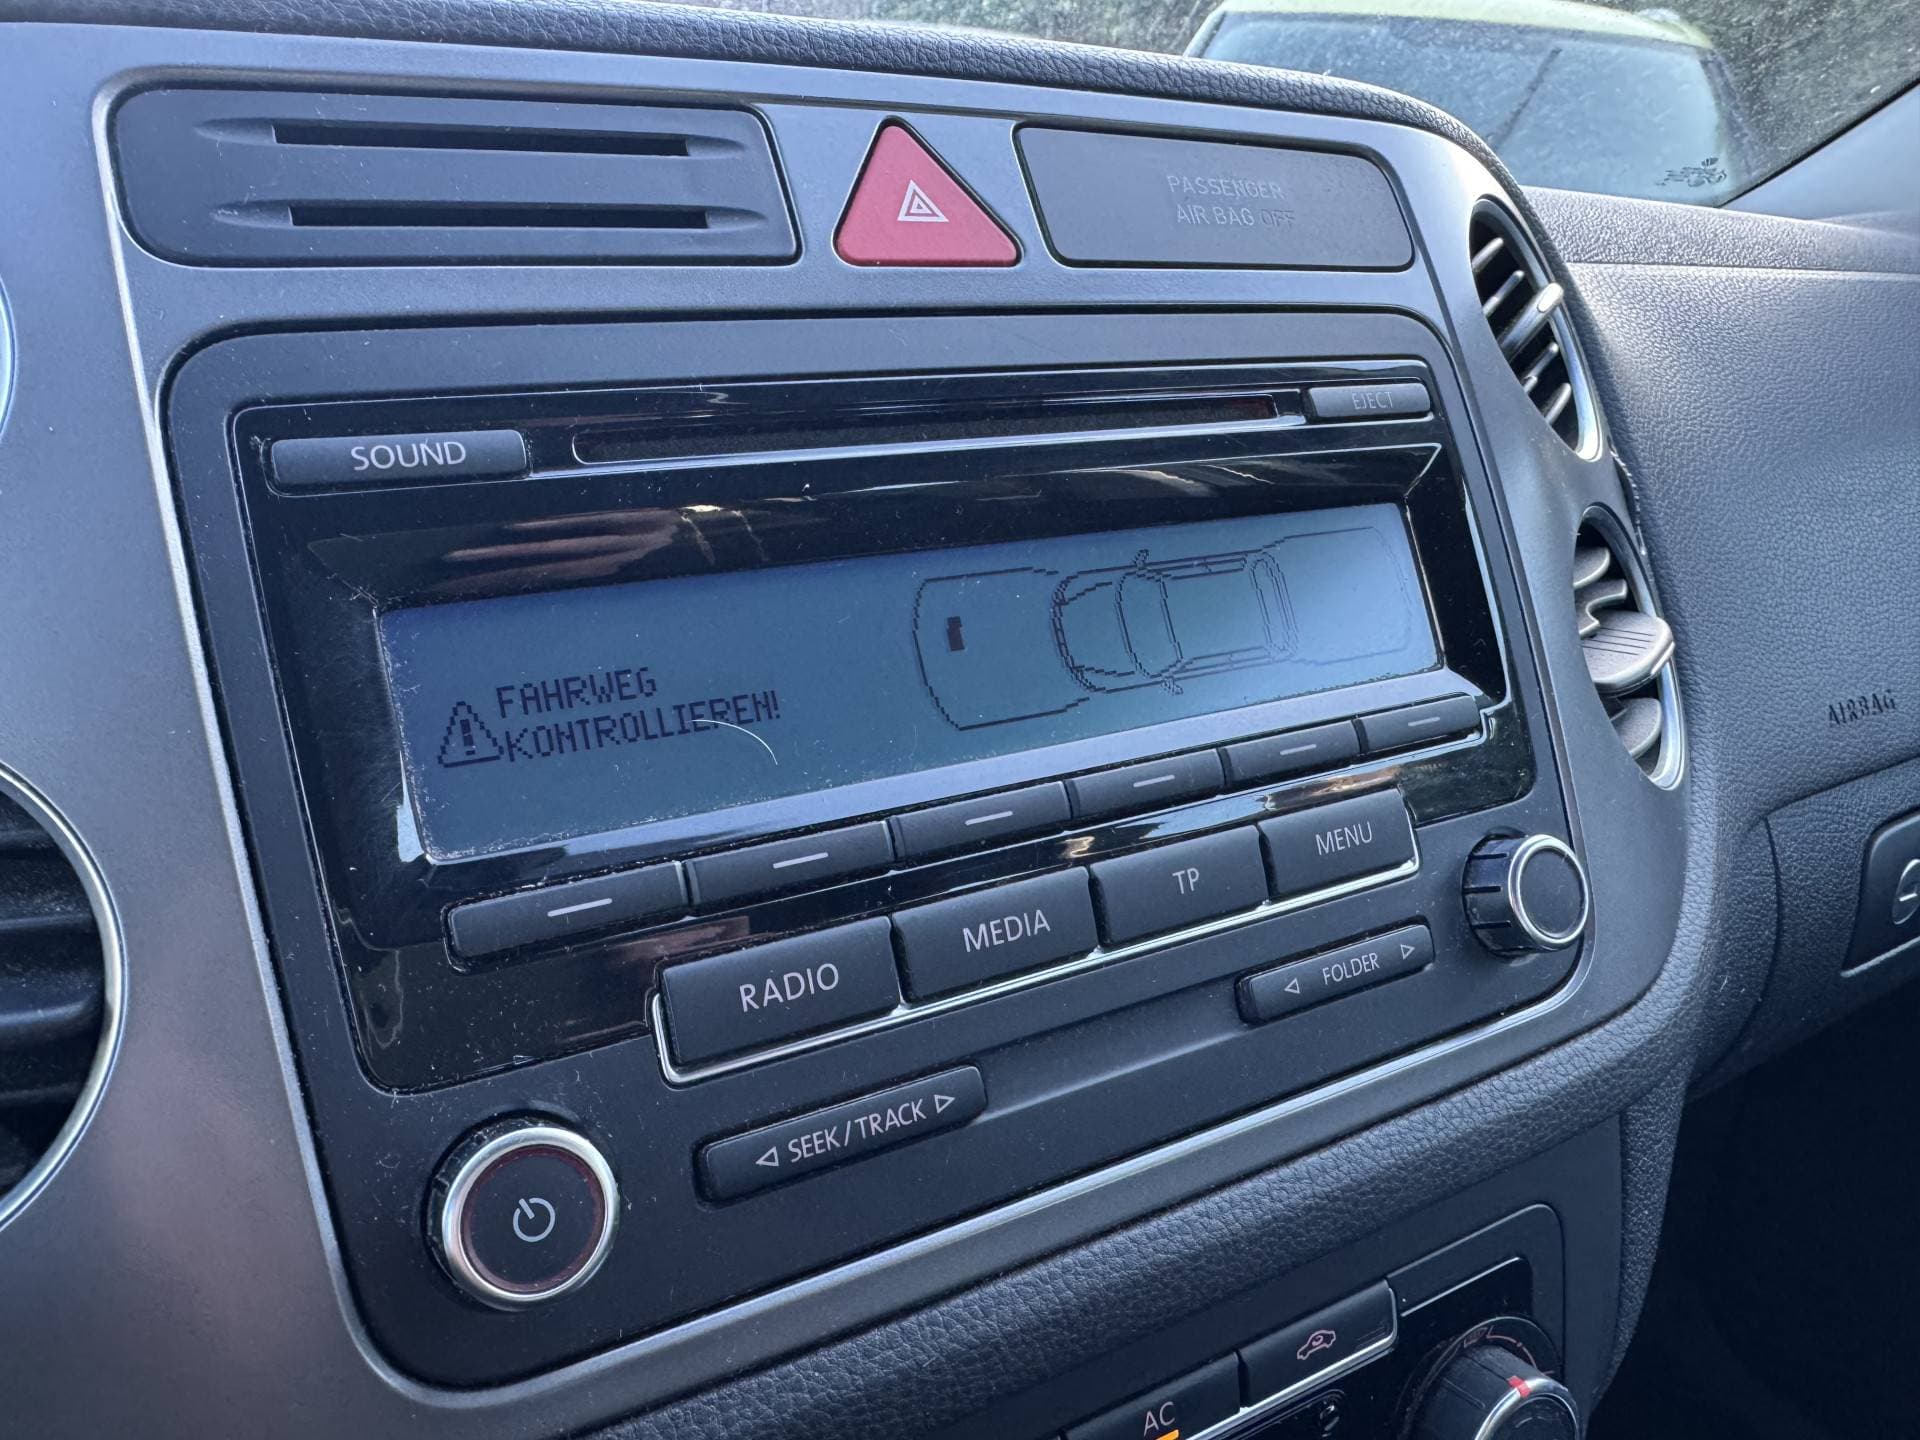 PASSENGER
AIR BAG OFF
EJECT
SOUND
FAHRWEG
KONTROLLIEREN!
AIRBAG
MENU
TP
MEDIA
RADIO
FOLDER
SEEK/TRACK
AC